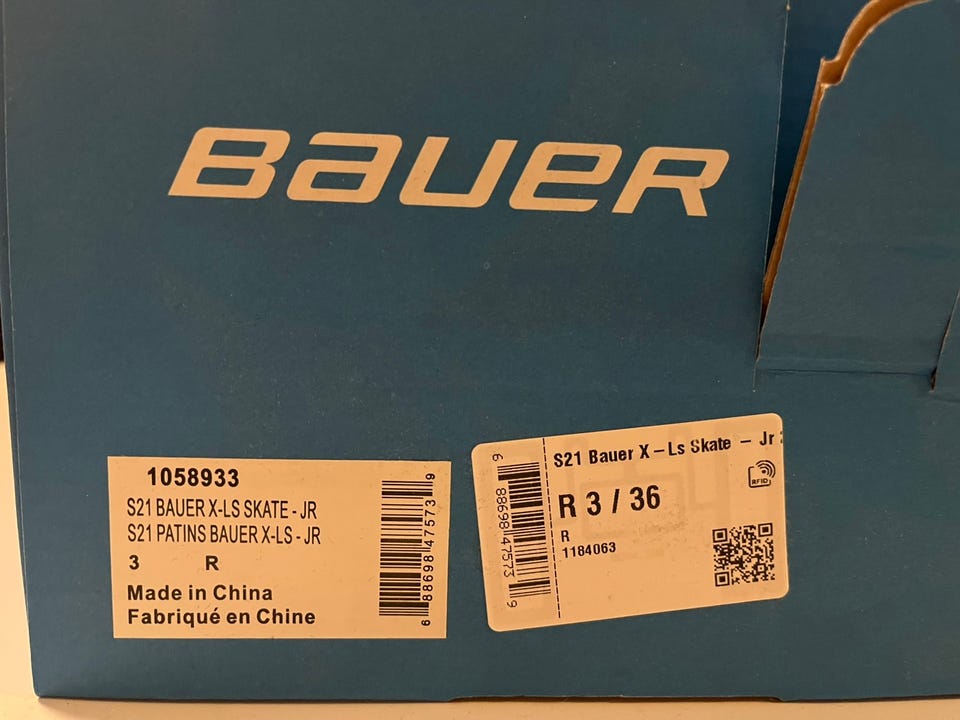 BAUER
1058933
S21 BAUER X-LS SKATE - JR
S21 PATINS BAUER X-LS - JR
3 R
Made in China
Fabriqué en Chine
6 88698 47573 9
S21 Bauer X-Ls Skate - Jr
R 3 / 36
R
1184063
RFID
6 88698 47573 9